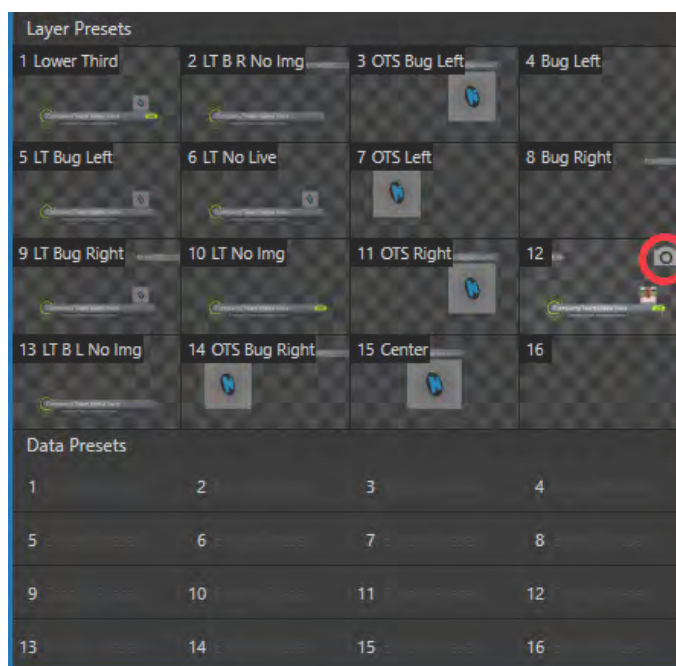 Layer Presets
1 Lower Third
2 LT B R No Img
3 OTS Bug Left
4 Bug Left
5 LT Bug Left
6 LT No Live
7 OTS Left
8 Bug Right
9 LT Bug Right
10 LT No Img
11 OTS Right
12
13 LT B L No Img
14 OTS Bug Right
15 Center
16
Data Presets
1 2 3 4
5 6 7 8
9 10 11 12
13 14 15 16